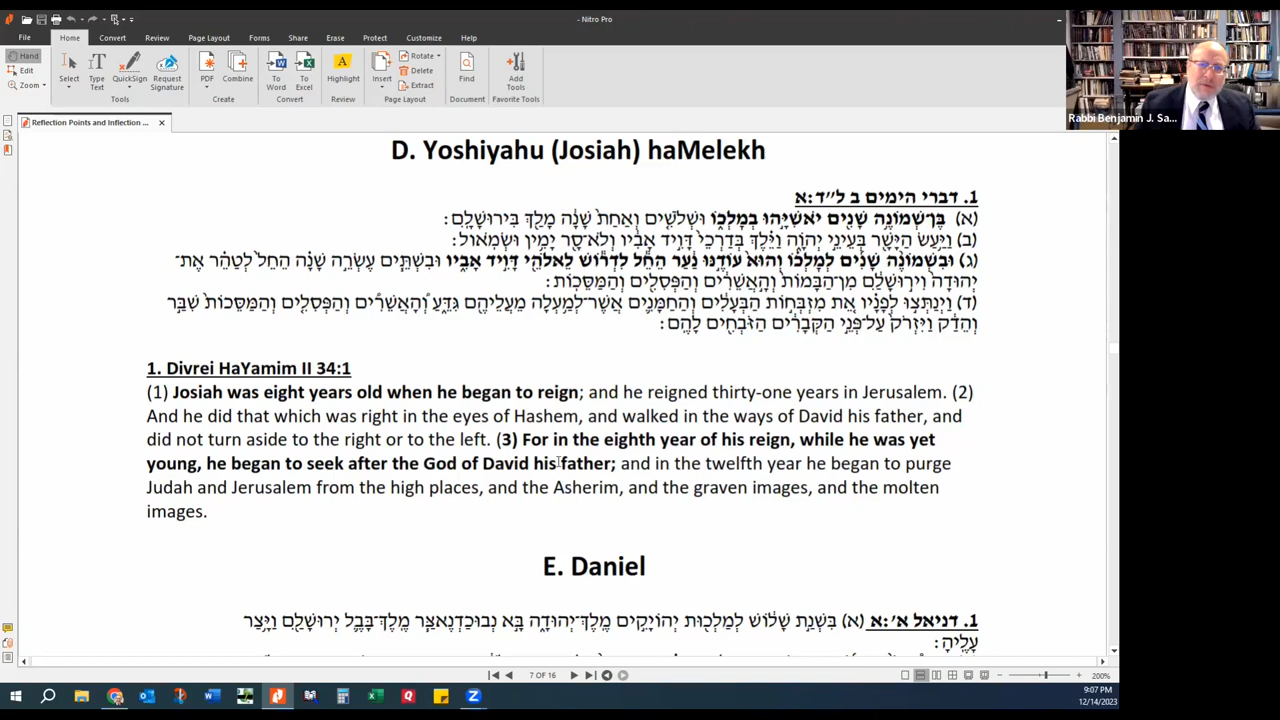 - Nitro Pro
File Home Convert Review Page Layout Forms Share Erase Protect Customize Help
Hand
Edit
Zoom
Select
Type Text
QuickSign
Request Signature
Tools
PDF
Combine
Create
To Word
To Excel
Convert
Highlight
Review
Insert
Rotate
Delete
Extract
Page Layout
Find
Document
Add Tools
Favorite Tools
Rabbi Benjamin J. Sa...
Reflection Points and Inflection ...
D. Yoshiyahu (Josiah) haMelekh
1. דברי הימים ב ל״ד:א
(א) בֶּן־שְׁמוֹנֶה שָׁנִים יֹאשִׁיָּהוּ בְמׇלְכוֹ וּשְׁלֹשִׁים וְאַחַת שָׁנָה מָלַךְ בִּירוּשָׁלָ͏ִם׃
(ב) וַיַּעַשׂ הַיָּשָׁר בְּעֵינֵי יְהֹוָה וַיֵּלֶךְ בְּדַרְכֵי דָּוִיד אָבִיו וְלֹא־סָר יָמִין וּשְׂמֹאול׃
(ג) וּבִשְׁמוֹנֶה שָׁנִים לְמׇלְכוֹ וְהוּא עוֹדֶנּוּ נַעַר הֵחֵל לִדְרוֹשׁ לֵאלֹהֵי דָּוִיד אָבִיו וּבִשְׁתֵּים עֶשְׂרֵה שָׁנָה הֵחֵל לְטַהֵר אֶת־
יְהוּדָה וִירוּשָׁלַ͏ִם מִן־הַבָּמוֹת וְהָאֲשֵׁרִים וְהַפְּסִלִים וְהַמַּסֵּכוֹת׃
(ד) וַיְנַתְּצוּ לְפָנָיו אֵת מִזְבְּחוֹת הַבְּעָלִים וְהַחַמָּנִים אֲשֶׁר־לְמַעְלָה מֵעֲלֵיהֶם גִּדֵּעַ וְהָאֲשֵׁרִים וְהַפְּסִלִים וְהַמַּסֵּכוֹת שִׁבַּר
וְהֵדַק וַיִּזְרֹק עַל־פְּנֵי הַקְּבָרִים הַזֹּבְחִים לָהֶם׃
1. Divrei HaYamim II 34:1
(1) Josiah was eight years old when he began to reign; and he reigned thirty-one years in Jerusalem. (2)
And he did that which was right in the eyes of Hashem, and walked in the ways of David his father, and
did not turn aside to the right or to the left. (3) For in the eighth year of his reign, while he was yet
young, he began to seek after the God of David his father; and in the twelfth year he began to purge
Judah and Jerusalem from the high places, and the Asherim, and the graven images, and the molten
images.
E. Daniel
1. דניאל א׳:א (א) בִּשְׁנַת שָׁלוֹשׁ לְמַלְכוּת יְהוֹיָקִים מֶלֶךְ־יְהוּדָה בָּא נְבוּכַדְנֶאצַּר מֶלֶךְ־בָּבֶל יְרוּשָׁלַ͏ִם וַיָּצַר
עָלֶיהָ׃
7 OF 16
200%
9:07 PM
12/14/2023